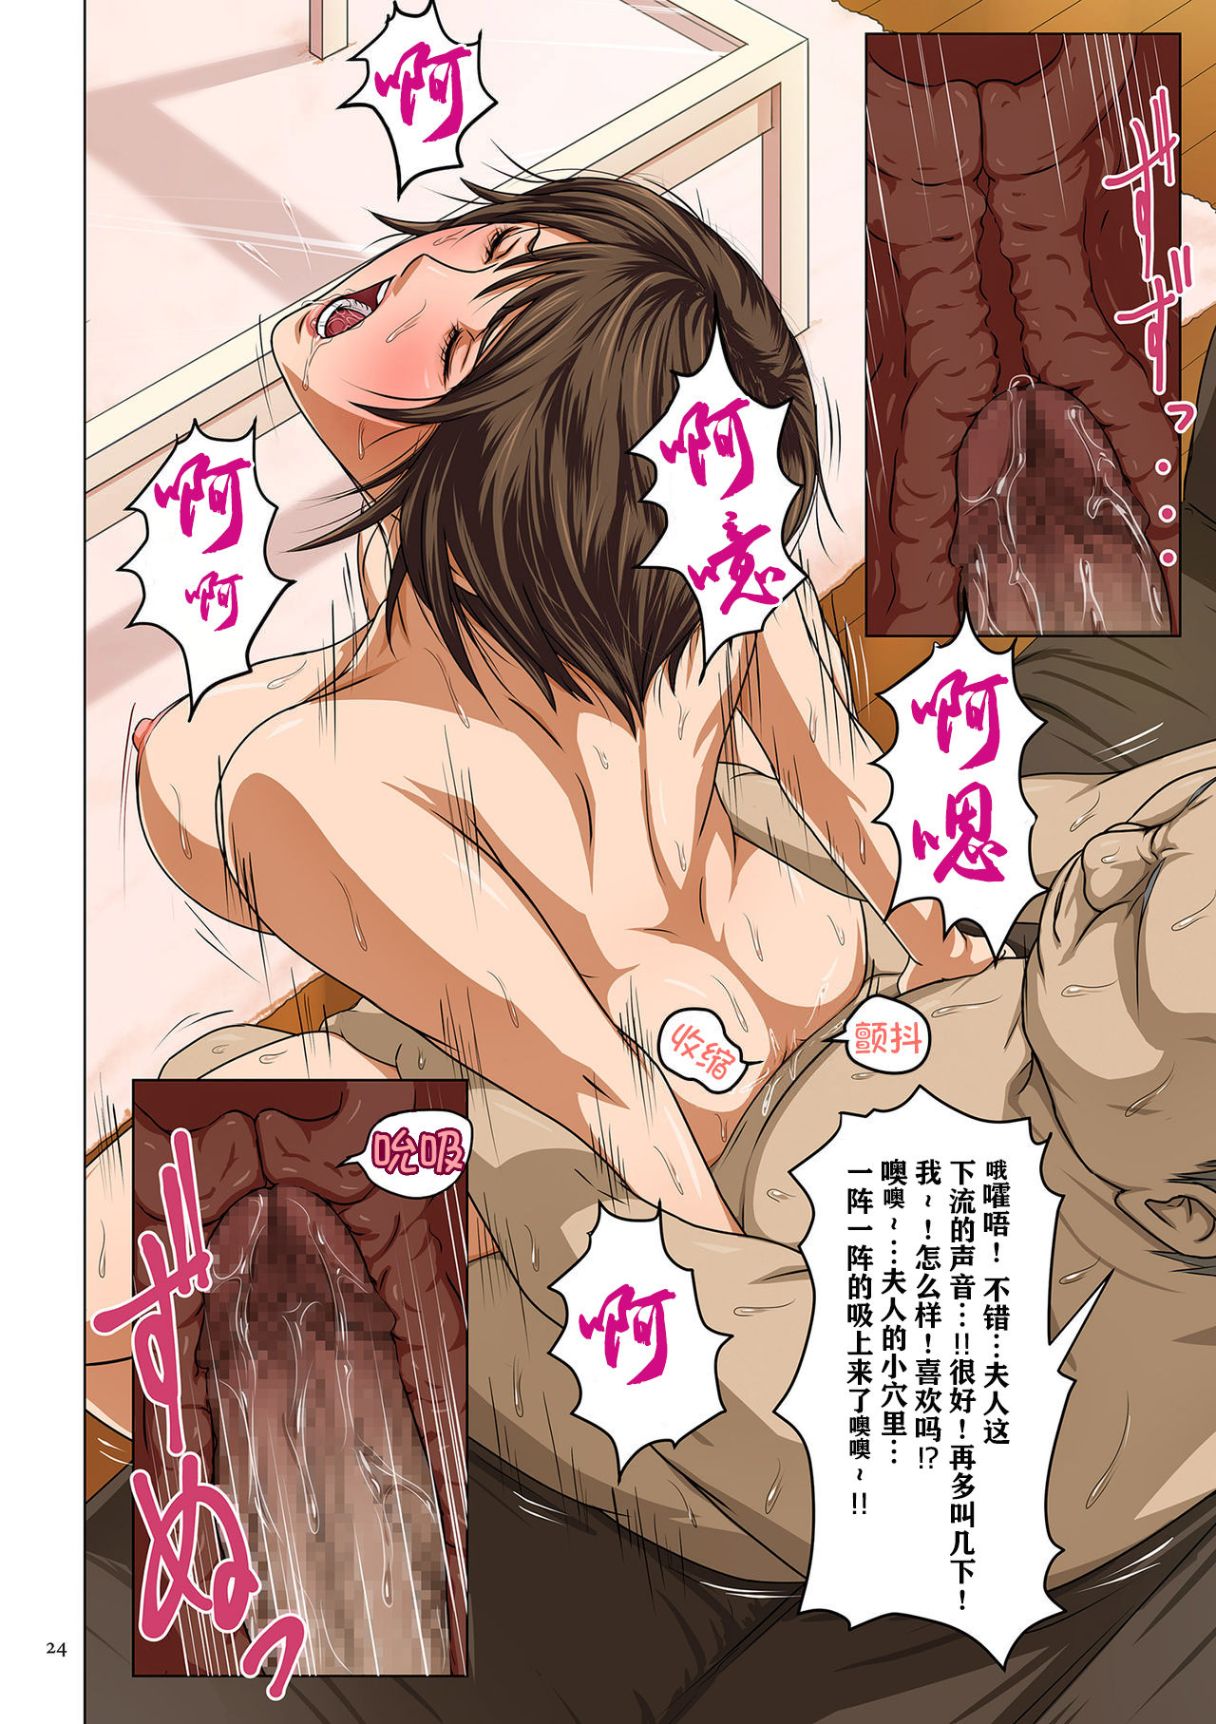 ずずっ・・・
啊
啊噫
啊
啊
啊
嗯
收缩
颤抖
哦嚯唔！不错…夫人这
下流的声音…!!很好！再多叫几下！
我~！怎么样！喜欢吗!?
噢噢~…夫人的小穴里…
一阵一阵的吸上来了噢噢~!!
吮吸
啊
ずぬっ
24